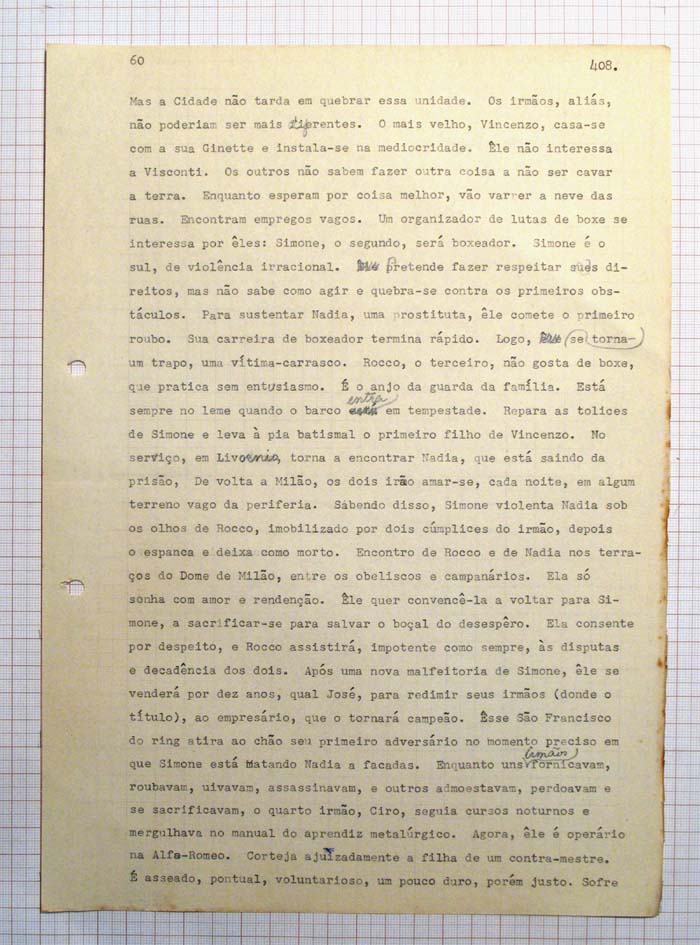 60
408.
Mas a Cidade não tarda em quebrar essa unidade. Os irmãos, aliás,
não poderiam ser mais diferentes. O mais velho, Vincenzo, casa-se
com a sua Ginette e instala-se na mediocridade. Êle não interessa
a Visconti. Os outros não sabem fazer outra coisa a não ser cavar
a terra. Enquanto esperam por coisa melhor, vão varrer a neve das
ruas. Encontram empregos vagos. Um organizador de lutas de boxe se
interessa por êles: Simone, o segundo, será boxeador. Simone é o
sul, de violência irracional. Pretende fazer respeitar seus di-
reitos, mas não sabe como agir e quebra-se contra os primeiros obs-
táculos. Para sustentar Nadia, uma prostituta, êle comete o primeiro
roubo. Sua carreira de boxeador termina rápido. Logo, se torna-
um trapo, uma vítima-carrasco. Rocco, o terceiro, não gosta de boxe,
que pratica sem entusiasmo. É o anjo da guarda da família. Está
sempre no leme quando o barco entra em tempestade. Repara as tolices
de Simone e leva à pia batismal o primeiro filho de Vincenzo. No
serviço, em Livornio, torna a encontrar Nadia, que está saindo da
prisão, De volta a Milão, os dois irão amar-se, cada noite, em algum
terreno vago da periferia. Sabendo disso, Simone violenta Nadia sob
os olhos de Rocco, imobilizado por dois cúmplices do irmão, depois
o espanca e deixa como morto. Encontro de Rocco e de Nadia nos terra-
ços do Dome de Milão, entre os obeliscos e campanários. Ela só
sonha com amor e rendenção. Êle quer convencê-la a voltar para Si-
mone, a sacrificar-se para salvar o boçal do desespêro. Ela consente
por despeito, e Rocco assistirá, impotente como sempre, às disputas
e decadência dos dois. Após uma nova malfeitoria de Simone, êle se
venderá por dez anos, qual José, para redimir seus irmãos (donde o
título), ao empresário, que o tornará campeão. Êsse São Francisco
do ring atira ao chão seu primeiro adversário no momento preciso em
que Simone está matando Nadia a facadas. Enquanto uns irmãos fornicavam,
roubavam, uivavam, assassinavam, e outros admoestavam, perdoavam e
se sacrificavam, o quarto irmão, Ciro, seguia cursos noturnos e
mergulhava no manual do aprendiz metalúrgico. Agora, êle é operário
na Alfa-Romeo. Corteja ajuizadamente a filha de um contra-mestre.
É asseado, pontual, voluntarioso, um pouco duro, porém justo. Sofre